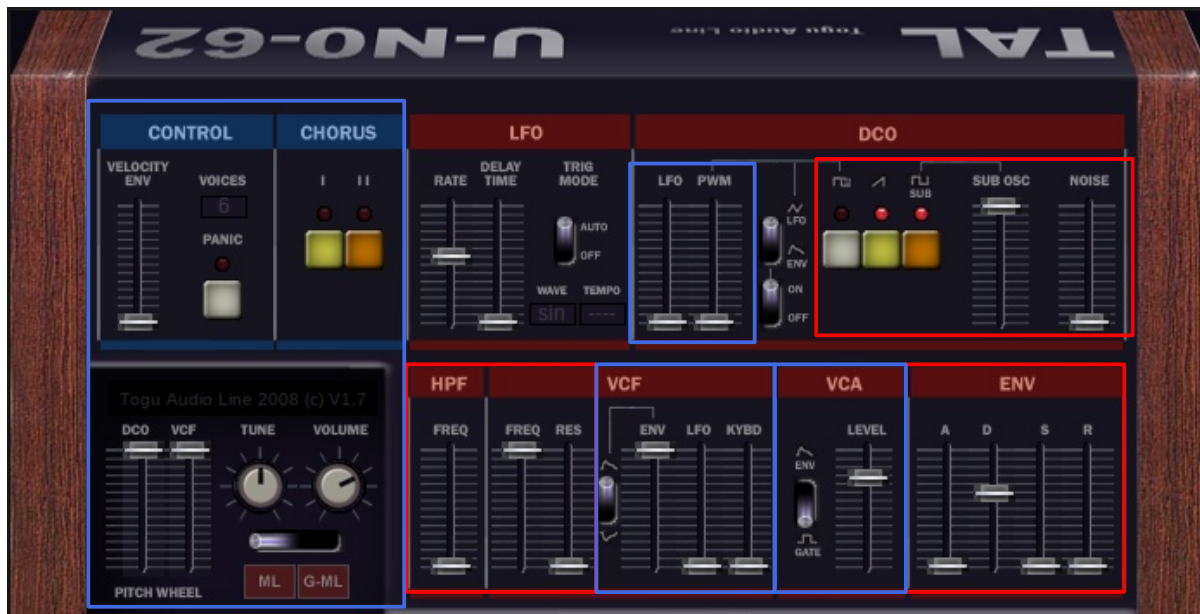 TAL Togu Audio Line U-NO-62
CONTROL CHORUS LFO DCO
VELOCITY ENV VOICES I II RATE DELAY TIME TRIG MODE LFO PWM SUB SUB OSC NOISE
6 AUTO LFO
PANIC OFF ENV
WAVE TEMPO ON
sin ---- OFF
HPF VCF VCA ENV
Togu Audio Line 2008 (c) V1.7
DCO VCF TUNE VOLUME FREQ FREQ RES ENV LFO KYBD LEVEL A D S R
ENV
GATE
ML G-ML
PITCH WHEEL